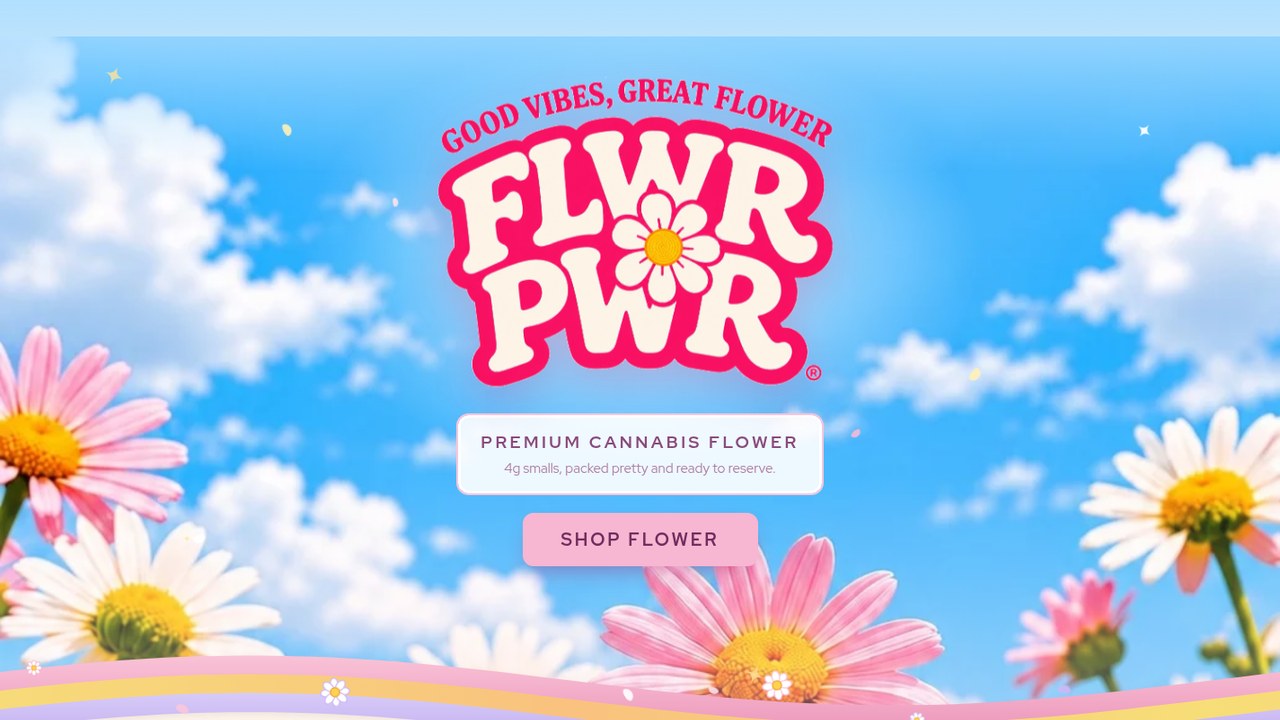 GOOD VIBES, GREAT FLOWER
FLWR
PWR
®
PREMIUM CANNABIS FLOWER
4g smalls, packed pretty and ready to reserve.
SHOP FLOWER